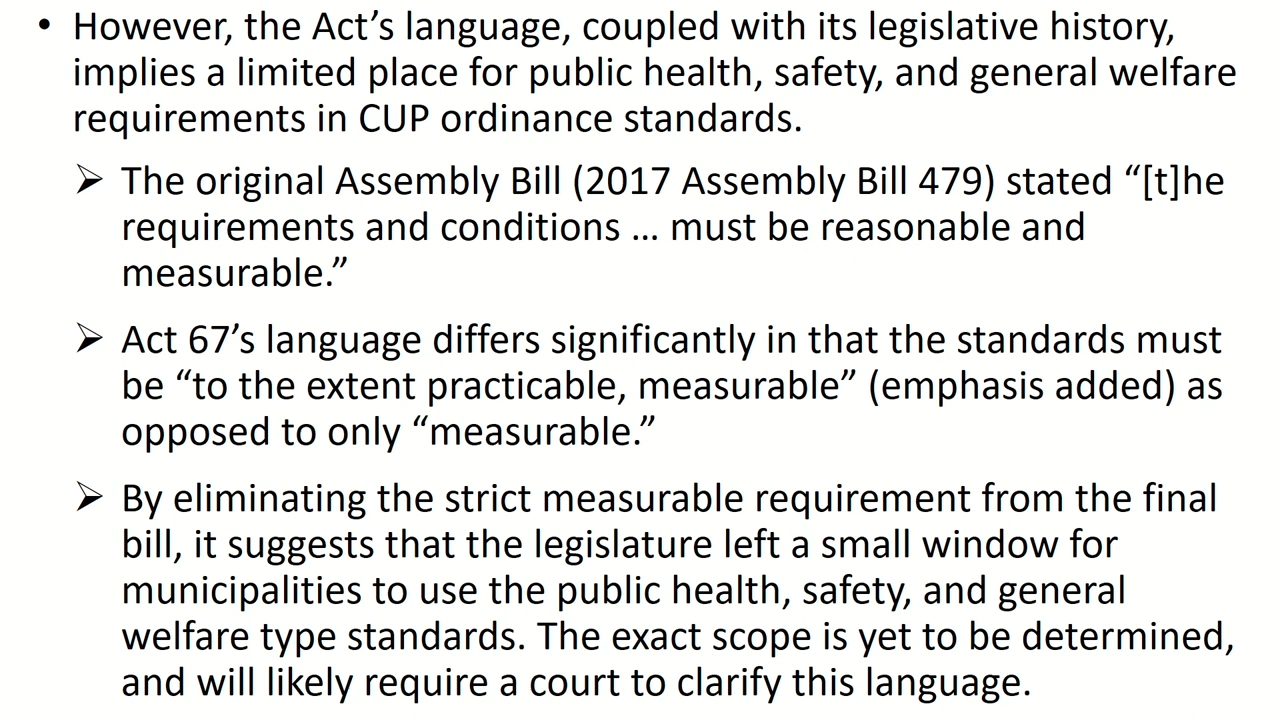 • However, the Act’s language, coupled with its legislative history,
implies a limited place for public health, safety, and general welfare
requirements in CUP ordinance standards.
➢ The original Assembly Bill (2017 Assembly Bill 479) stated “[t]he
requirements and conditions … must be reasonable and
measurable.”
➢ Act 67’s language differs significantly in that the standards must
be “to the extent practicable, measurable” (emphasis added) as
opposed to only “measurable.”
➢ By eliminating the strict measurable requirement from the final
bill, it suggests that the legislature left a small window for
municipalities to use the public health, safety, and general
welfare type standards. The exact scope is yet to be determined,
and will likely require a court to clarify this language.